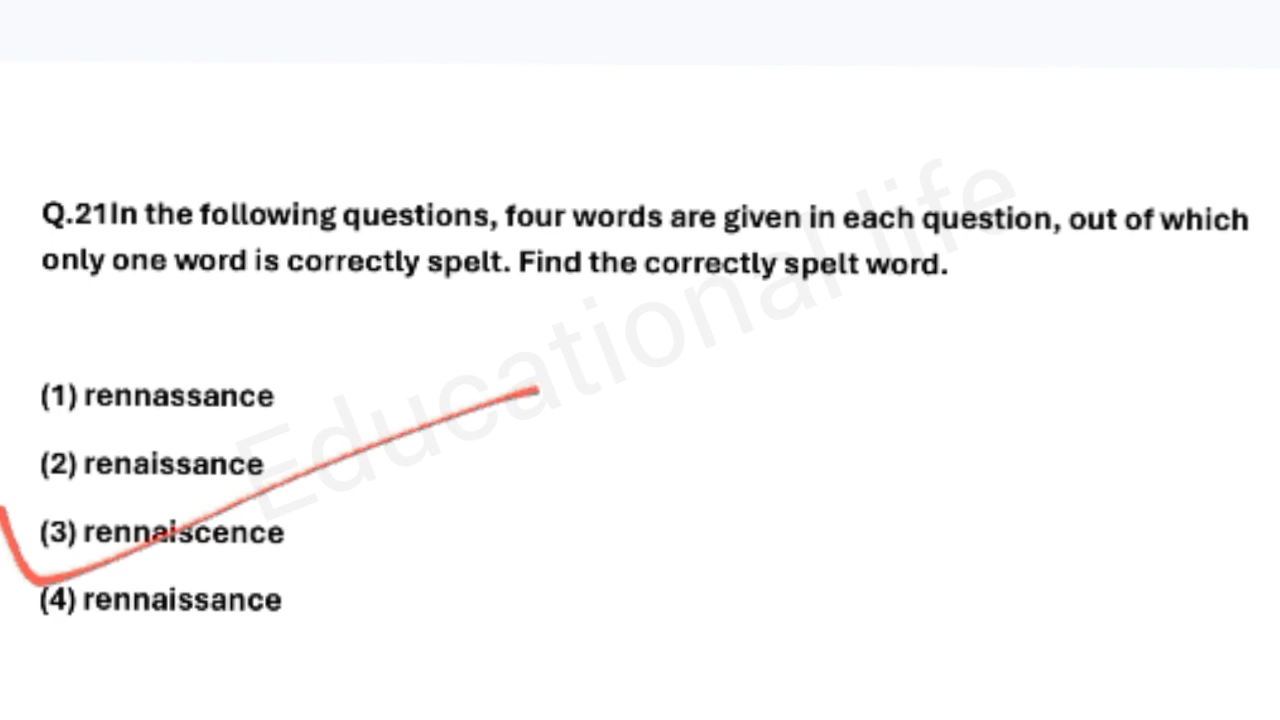 Q.21In the following questions, four words are given in each question, out of which
only one word is correctly spelt. Find the correctly spelt word.
Educational life
(1) rennassance
(2) renaissance
(3) rennaiscence
(4) rennaissance